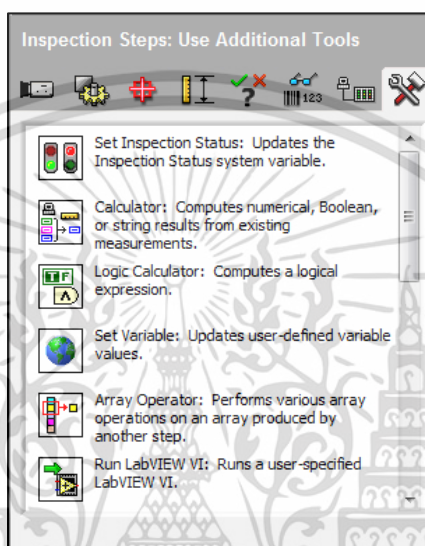 Inspection Steps: Use Additional Tools
?
123
Set Inspection Status: Updates the
Inspection Status system variable.
Calculator: Computes numerical, Boolean,
or string results from existing
measurements.
T F
Logic Calculator: Computes a logical
expression.
Set Variable: Updates user-defined variable
values.
Array Operator: Performs various array
operations on an array produced by
another step.
Run LabVIEW VI: Runs a user-specified
LabVIEW VI.